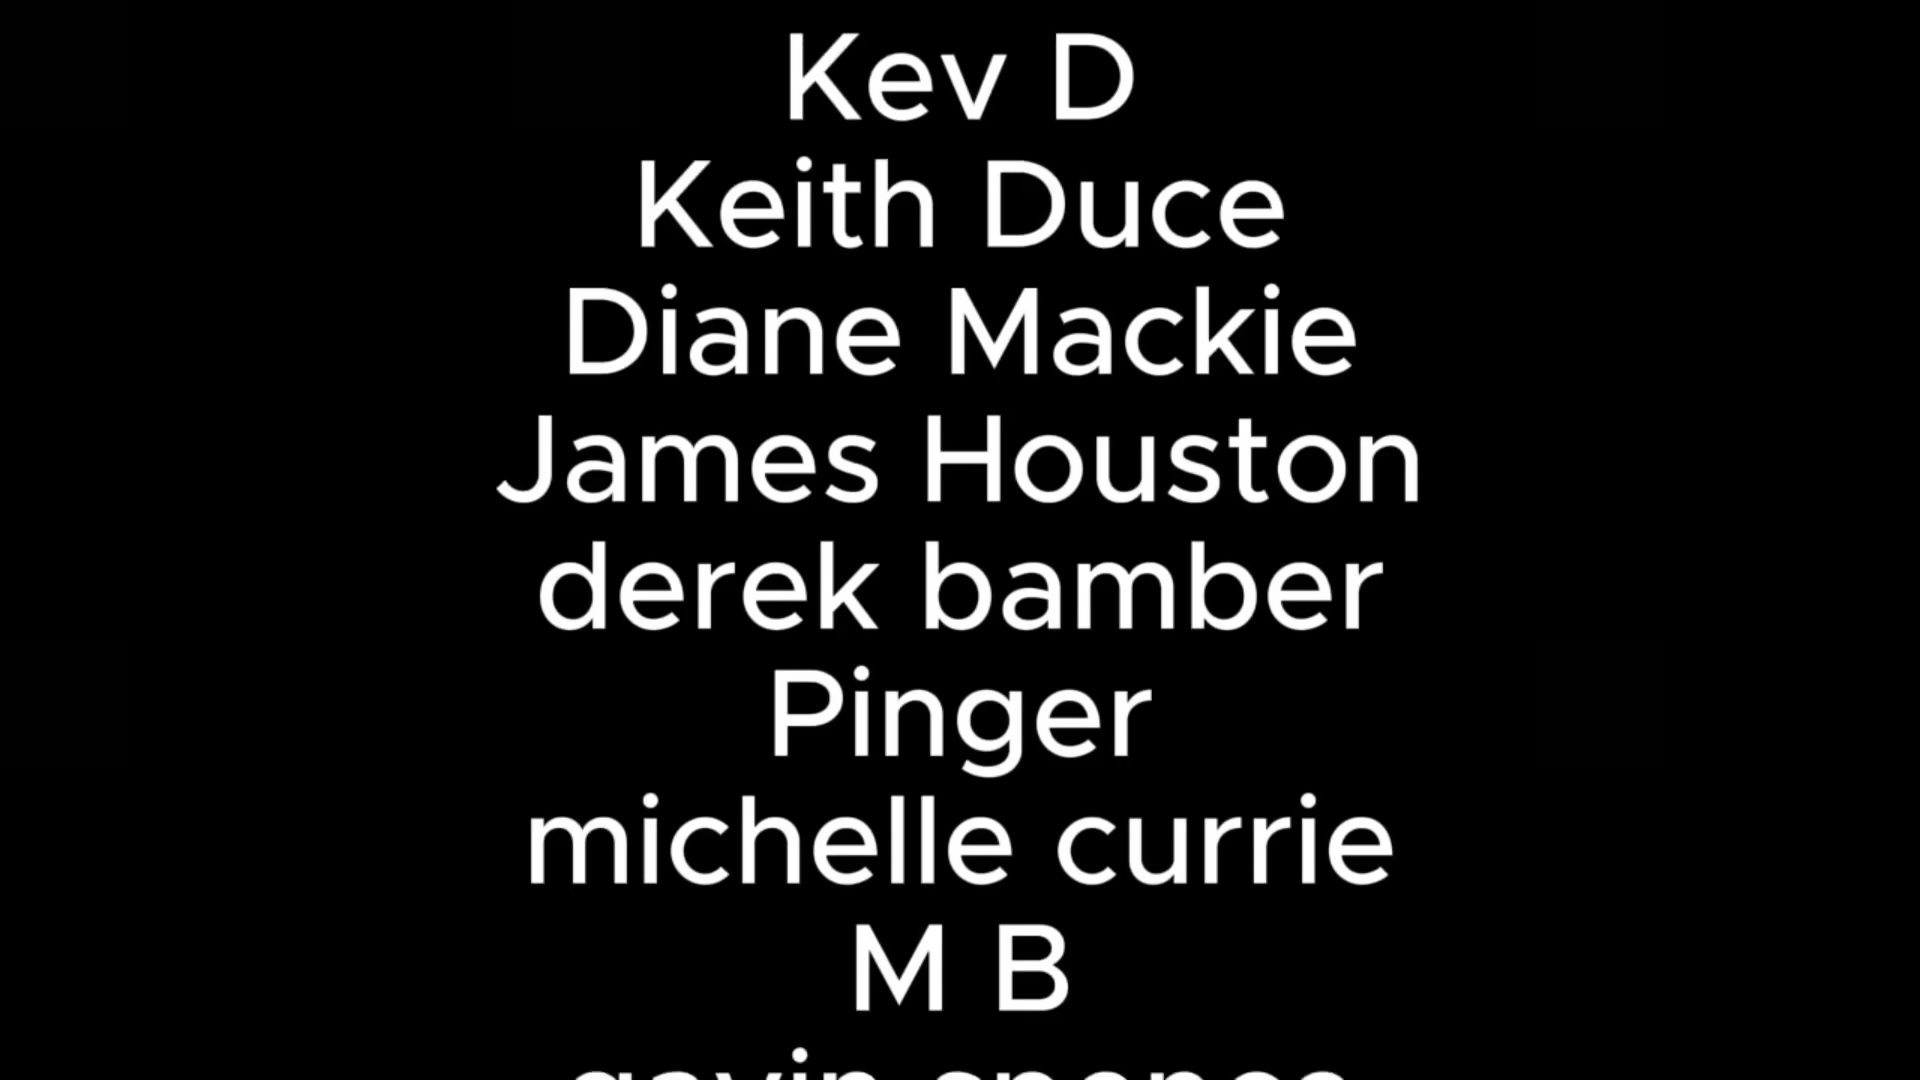 Kev D
Keith Duce
Diane Mackie
James Houston
derek bamber
Pinger
michelle currie
M B